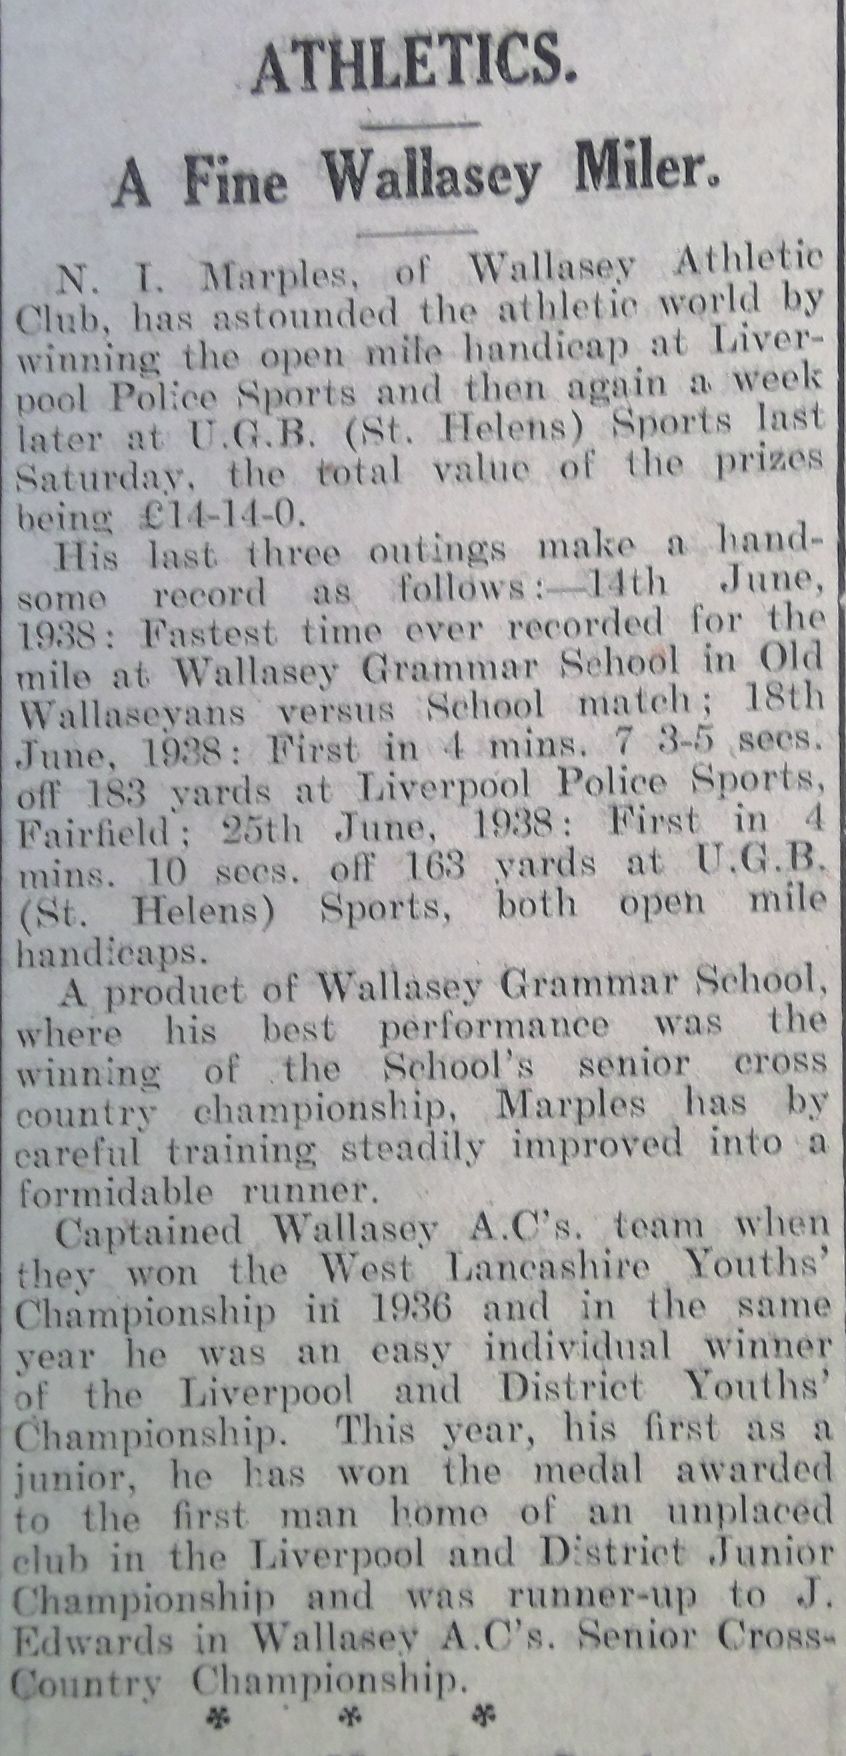 ATHLETICS.
A Fine Wallasey Miler.
N. I. Marples, of Wallasey Athletic
Club, has astounded the athletic world by
winning the open mile handicap at Liver-
pool Police Sports and then again a week
later at U.G.B. (St. Helens) Sports last
Saturday, the total value of the prizes
being £14-14-0.
His last three outings make a hand-
some record as follows:—14th June,
1938: Fastest time ever recorded for the
mile at Wallasey Grammar School in Old
Wallaseyans versus School match; 18th
June, 1938: First in 4 mins. 7 3-5 secs.
off 183 yards at Liverpool Police Sports,
Fairfield; 25th June, 1938: First in 4
mins. 10 secs. off 163 yards at U.G.B.
(St. Helens) Sports, both open mile
handicaps.
A product of Wallasey Grammar School,
where his best performance was the
winning of the School's senior cross
country championship, Marples has by
careful training steadily improved into a
formidable runner.
Captained Wallasey A.C's. team when
they won the West Lancashire Youths'
Championship in 1936 and in the same
year he was an easy individual winner
of the Liverpool and District Youths'
Championship. This year, his first as a
junior, he has won the medal awarded
to the first man home of an unplaced
club in the Liverpool and District Junior
Championship and was runner-up to J.
Edwards in Wallasey A.C's. Senior Cross-
Country Championship.
* * *